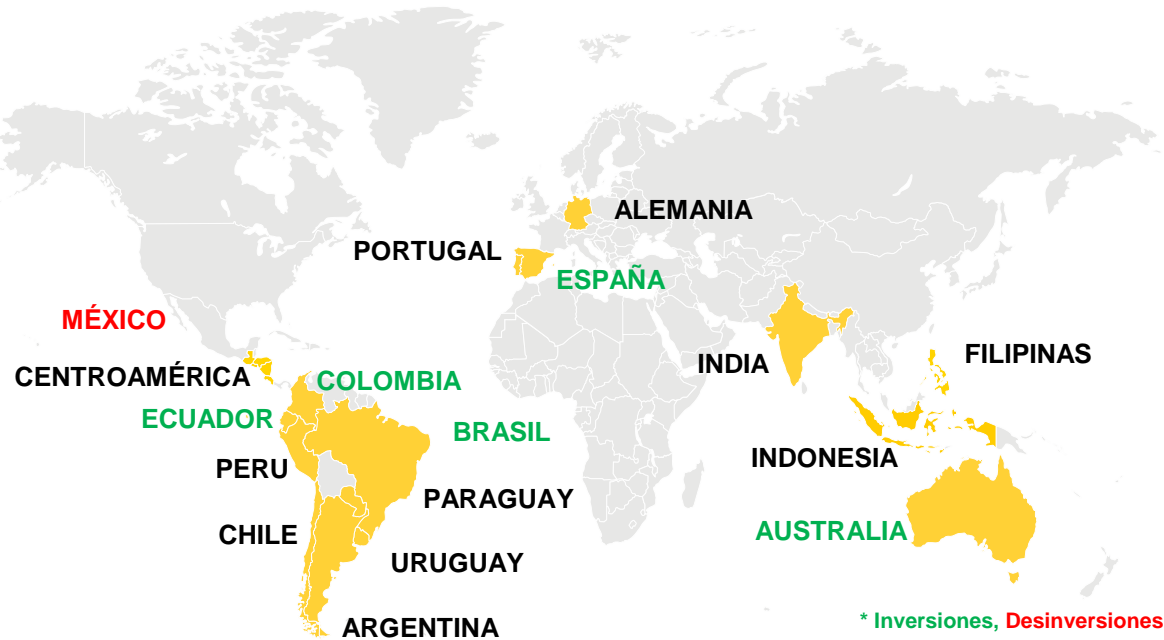 ALEMANIA
PORTUGAL
ESPAÑA
MÉXICO
INDIA
FILIPINAS
CENTROAMÉRICA
COLOMBIA
ECUADOR
BRASIL
INDONESIA
PERU
PARAGUAY
CHILE
AUSTRALIA
URUGUAY
ARGENTINA
* Inversiones, Desinversiones